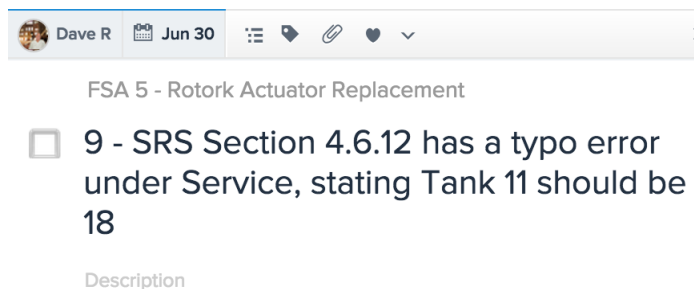 Dave R Jun 30
FSA 5 - Rotork Actuator Replacement
9 - SRS Section 4.6.12 has a typo error
under Service, stating Tank 11 should be
18
Description